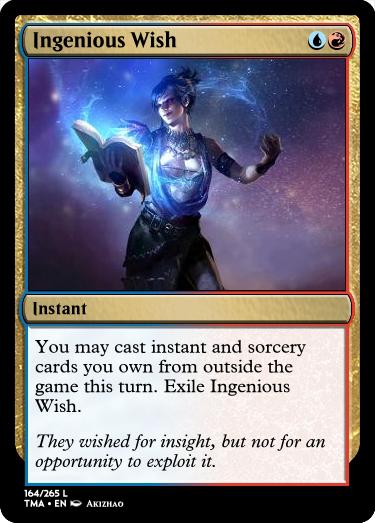 Ingenious Wish
Instant
You may cast instant and sorcery
cards you own from outside the
game this turn. Exile Ingenious
Wish.
They wished for insight, but not for an
opportunity to exploit it.
164/265 L
TMA • EN Akizhao